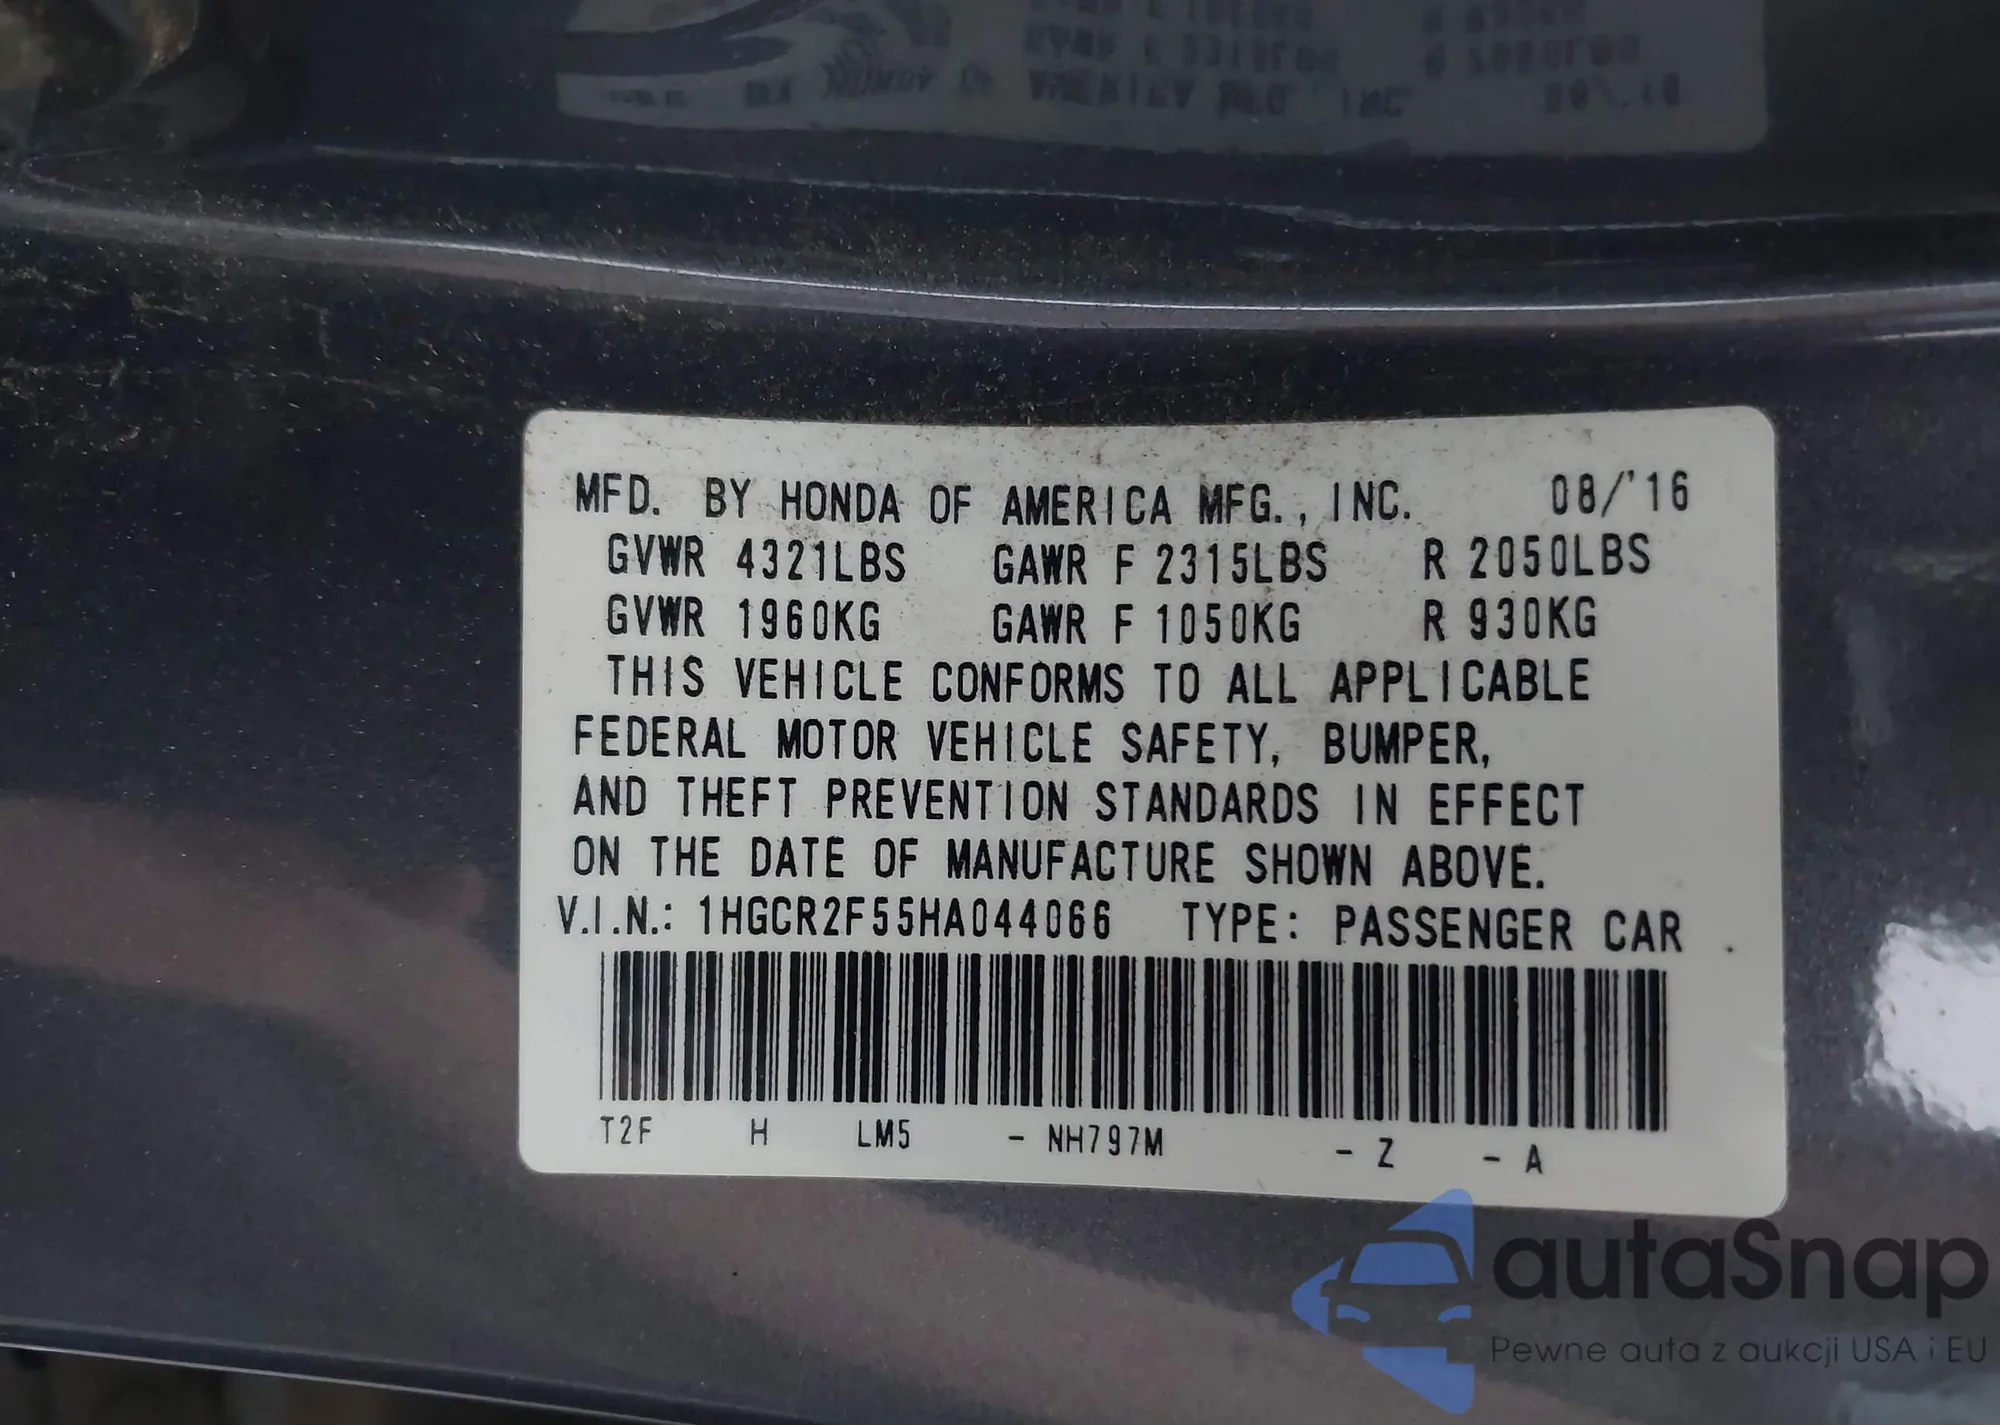 MFD. BY HONDA OF AMERICA MFG., INC. 08/'16
GVWR 4321LBS GAWR F 2315LBS R 2050LBS
GVWR 1960KG GAWR F 1050KG R 930KG
THIS VEHICLE CONFORMS TO ALL APPLICABLE
FEDERAL MOTOR VEHICLE SAFETY, BUMPER,
AND THEFT PREVENTION STANDARDS IN EFFECT
ON THE DATE OF MANUFACTURE SHOWN ABOVE.
V.I.N.: 1HGCR2F55HA044066 TYPE: PASSENGER CAR
T2F H LM5 - NH797M - Z - A
autaSnap
Pewne auta z aukcji USA i EU